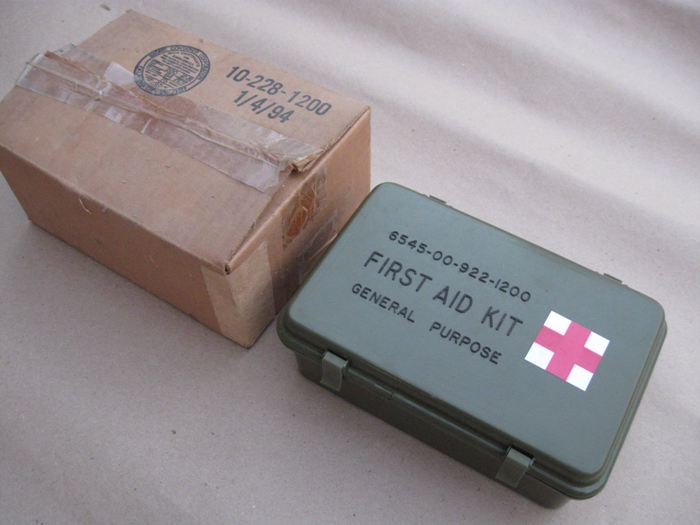 10-228-1200
1/4/94
6545-00-922-1200
FIRST AID KIT
GENERAL PURPOSE